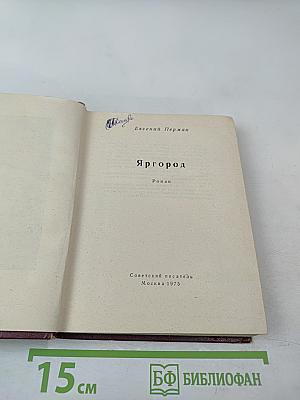 Евгений Пермяк
Яргород
Роман
Советский писатель
Москва 1975
15 см
БФ БИБЛИОФАН